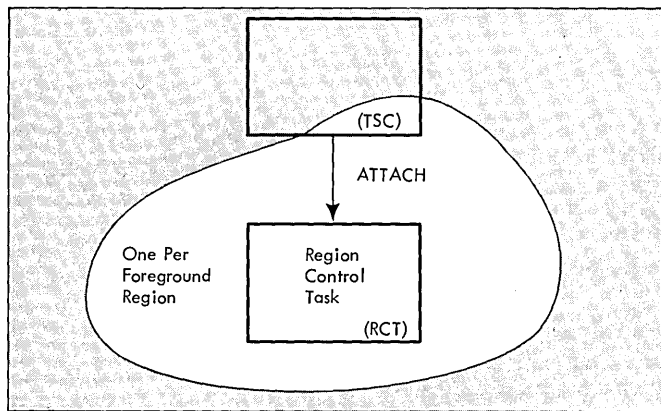 (TSC)
ATTACH
One Per
Foreground
Region
Region
Control
Task
(RCT)